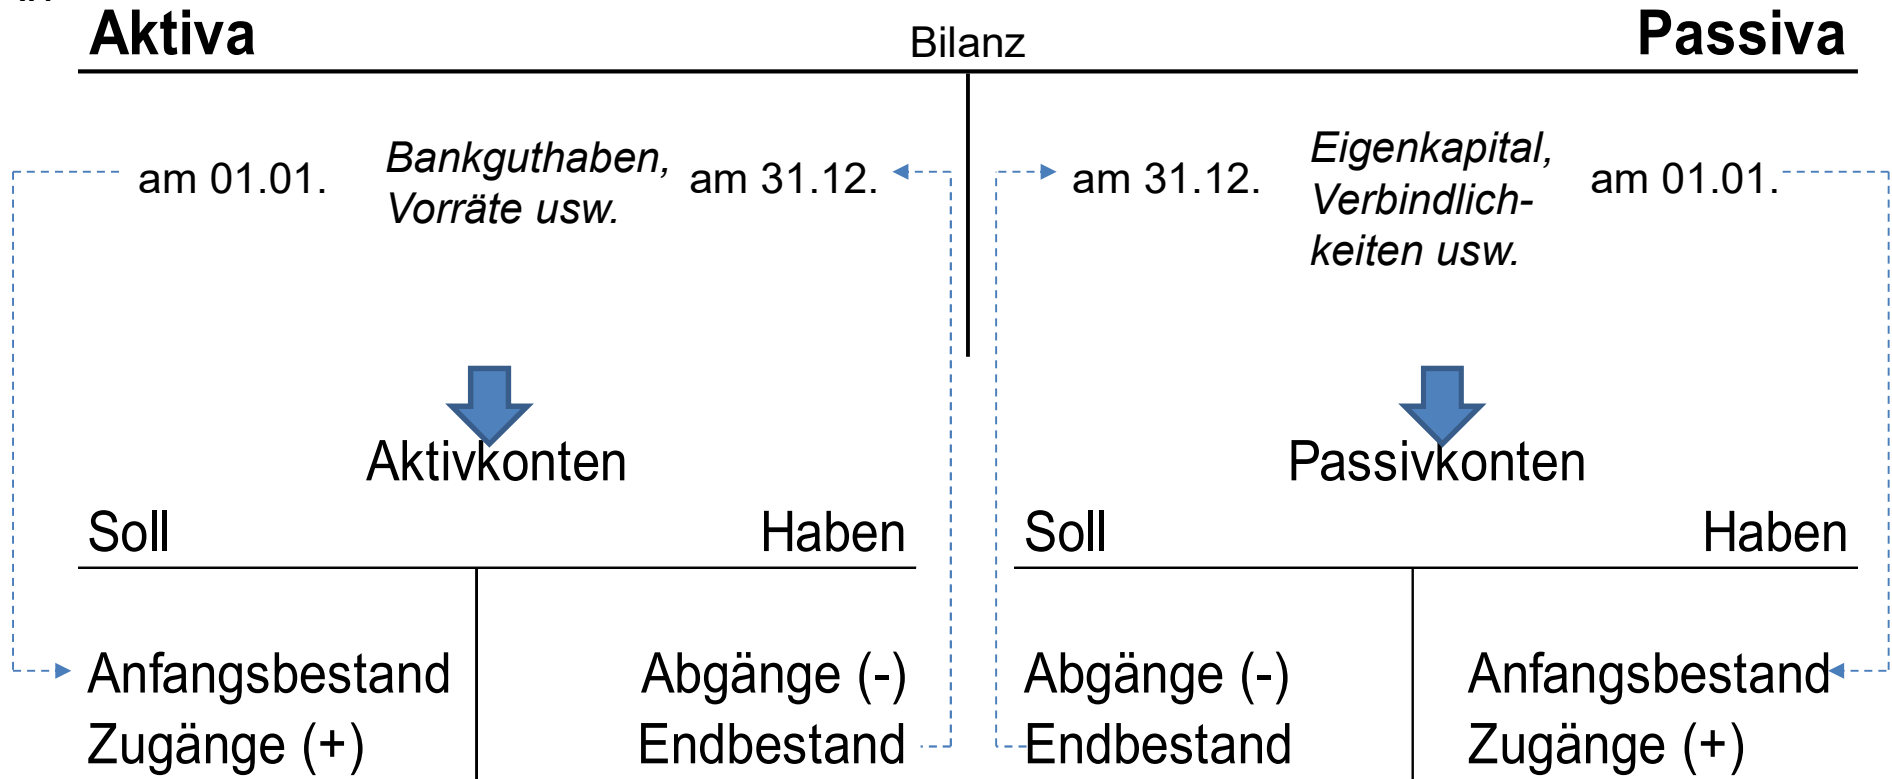 Aktiva Bilanz Passiva
am 01.01. Bankguthaben, am 31.12. am 31.12. Eigenkapital, am 01.01.
Vorräte usw. Verbindlich-
keiten usw.
Aktivkonten Passivkonten
Soll Haben Soll Haben
Anfangsbestand Abgänge (-) Abgänge (-) Anfangsbestand
Zugänge (+) Endbestand Endbestand Zugänge (+)